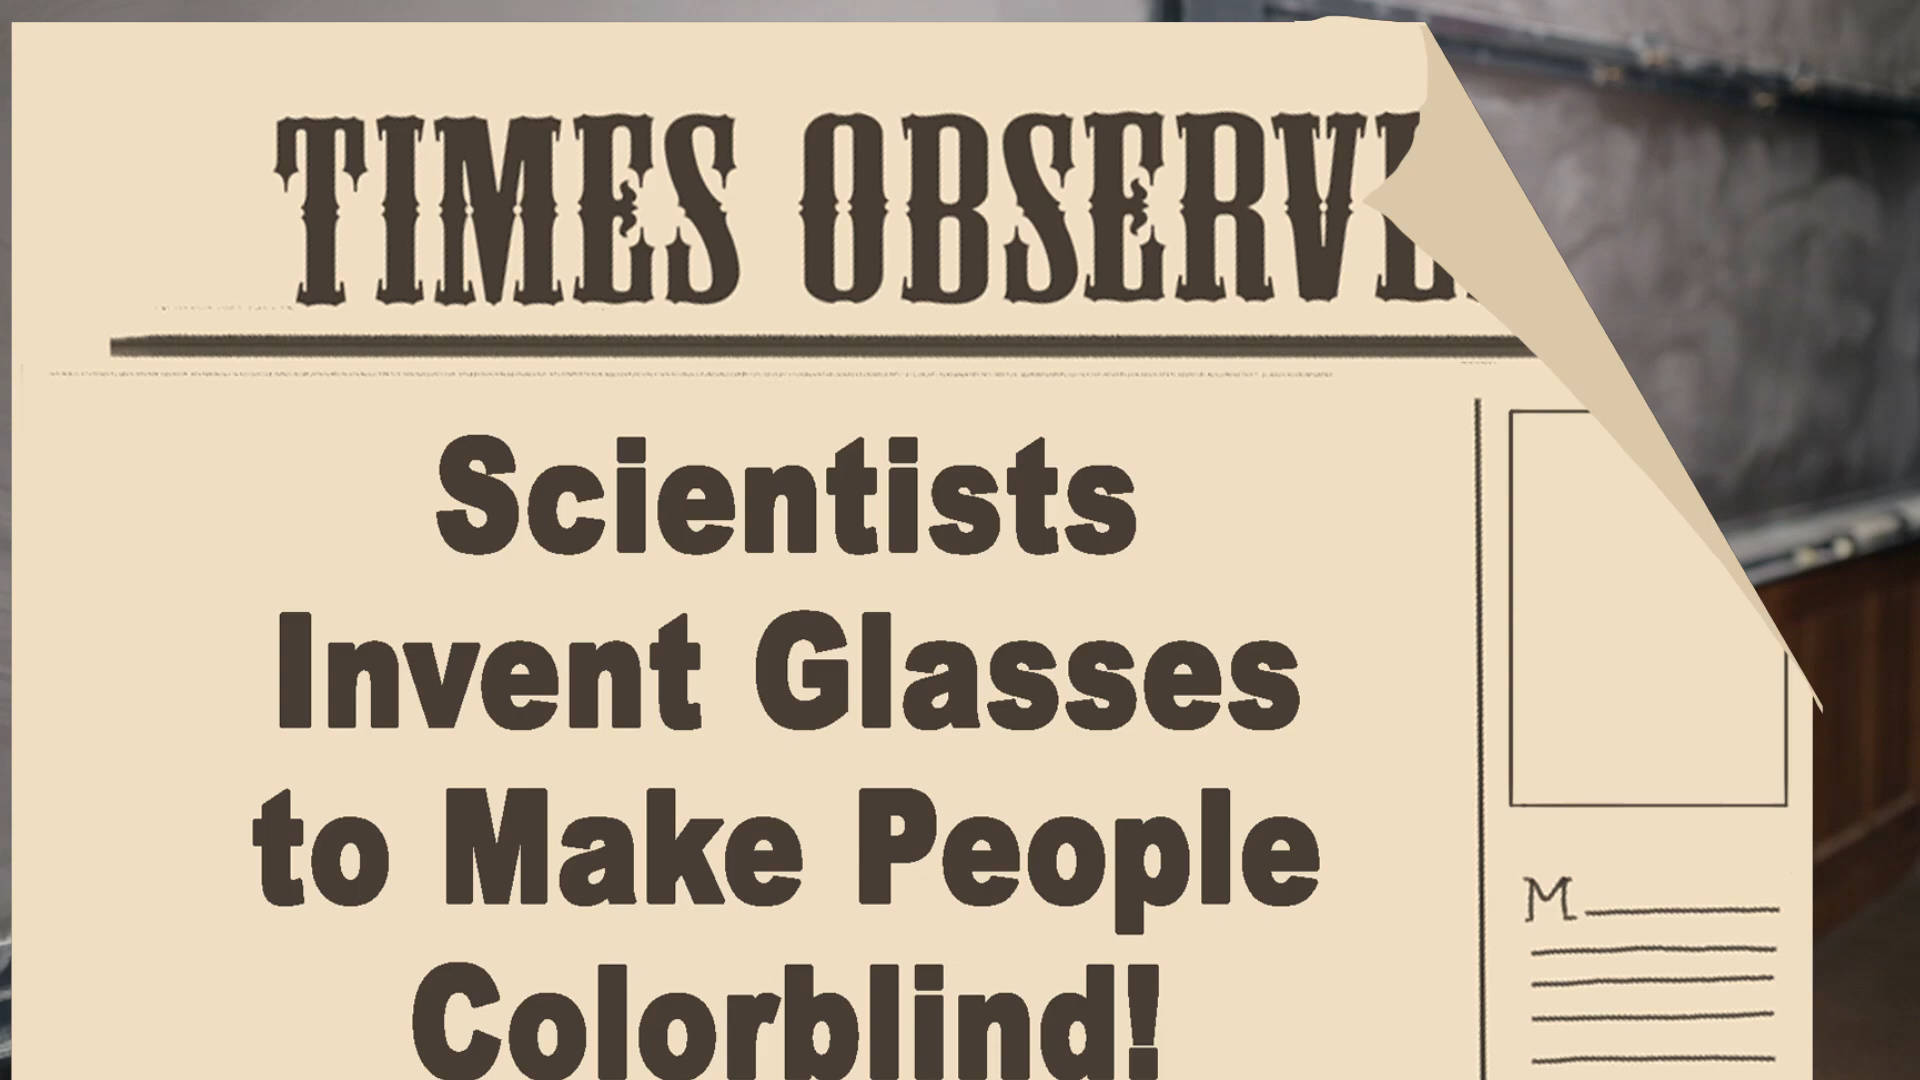 TIMES OBSERVE
Scientists
Invent Glasses
to Make People
Colorblind!
M